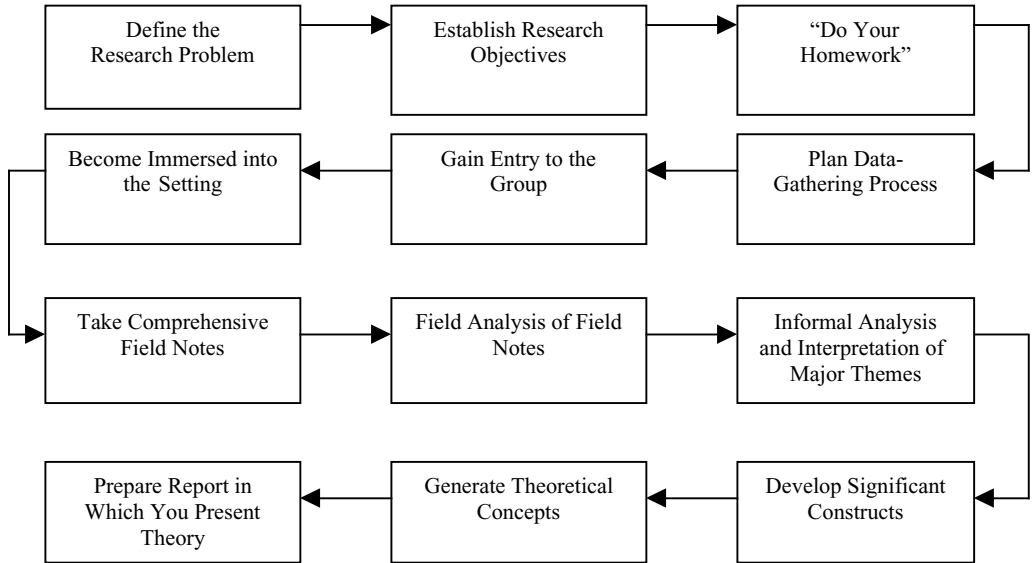 Define the
Research Problem
Establish Research
Objectives
“Do Your
Homework”
Plan Data-
Gathering Process
Gain Entry to the
Group
Become Immersed into
the Setting
Take Comprehensive
Field Notes
Field Analysis of Field
Notes
Informal Analysis
and Interpretation of
Major Themes
Develop Significant
Constructs
Generate Theoretical
Concepts
Prepare Report in
Which You Present
Theory